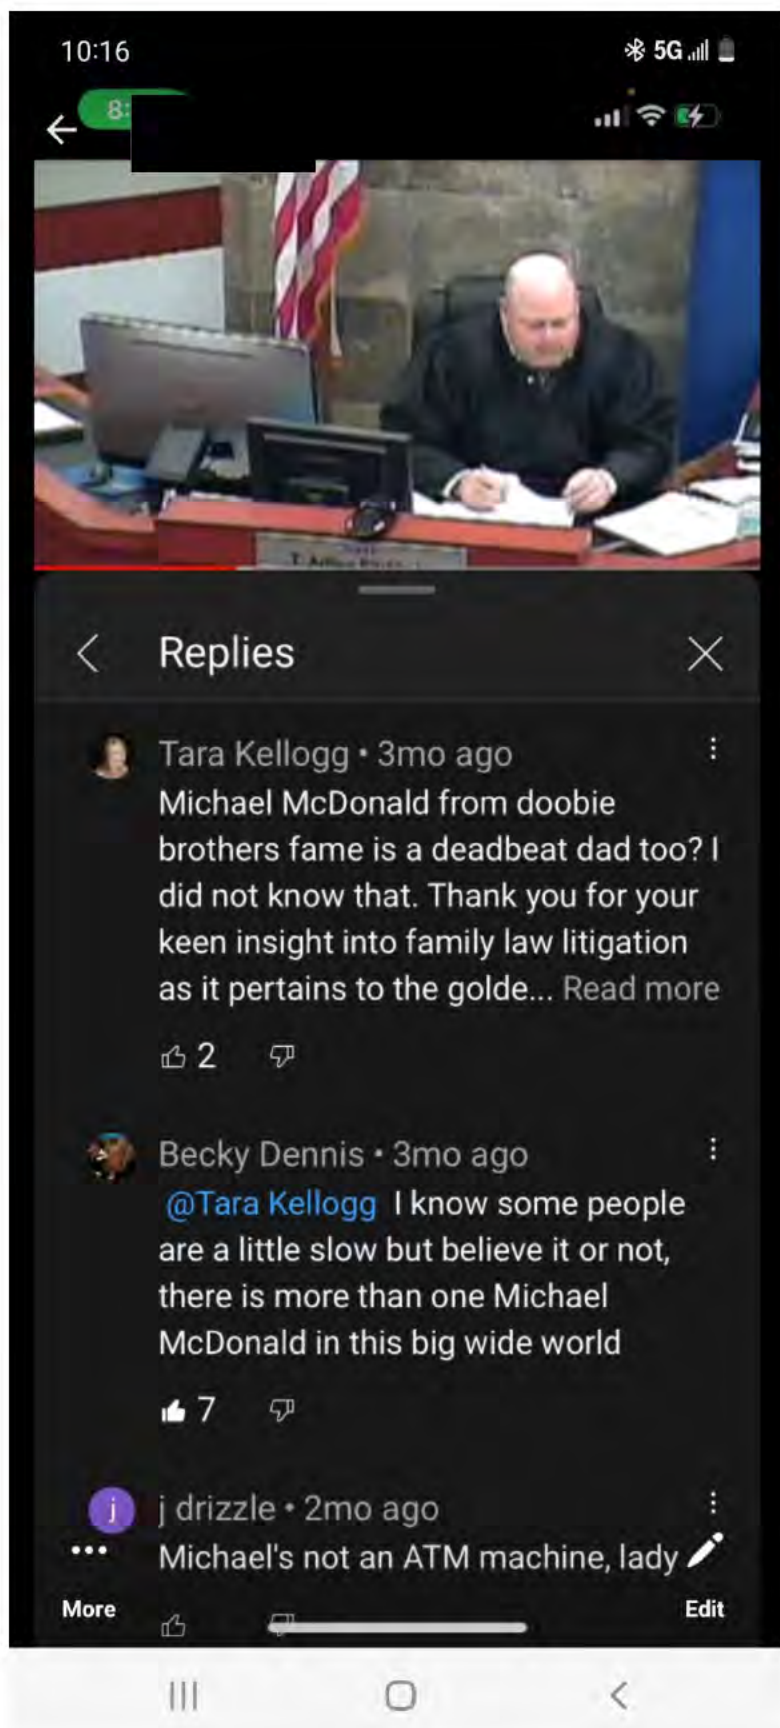 10:16
5G
8:
Replies
Tara Kellogg • 3mo ago
Michael McDonald from doobie
brothers fame is a deadbeat dad too? I
did not know that. Thank you for your
keen insight into family law litigation
as it pertains to the golde... Read more
2
Becky Dennis • 3mo ago
@Tara Kellogg I know some people
are a little slow but believe it or not,
there is more than one Michael
McDonald in this big wide world
7
j
j drizzle • 2mo ago
Michael's not an ATM machine, lady
More
Edit